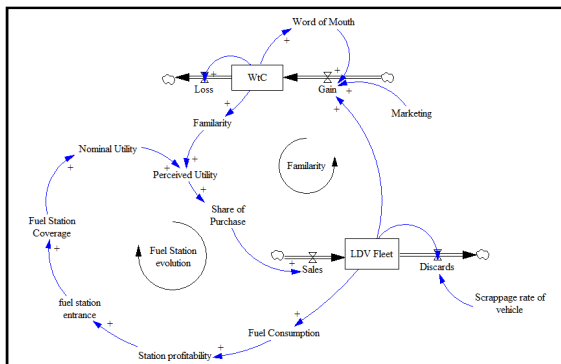 Word of Mouth
WtC
Loss
Gain
Familarity
Marketing
Nominal Utility
Perceived Utility
Familarity
Share of
Purchase
Fuel Station
Coverage
Fuel Station
evolution
LDV Fleet
Sales
Discards
fuel station
entrance
Scrappage rate of
vehicle
Fuel Consumption
Station profitability